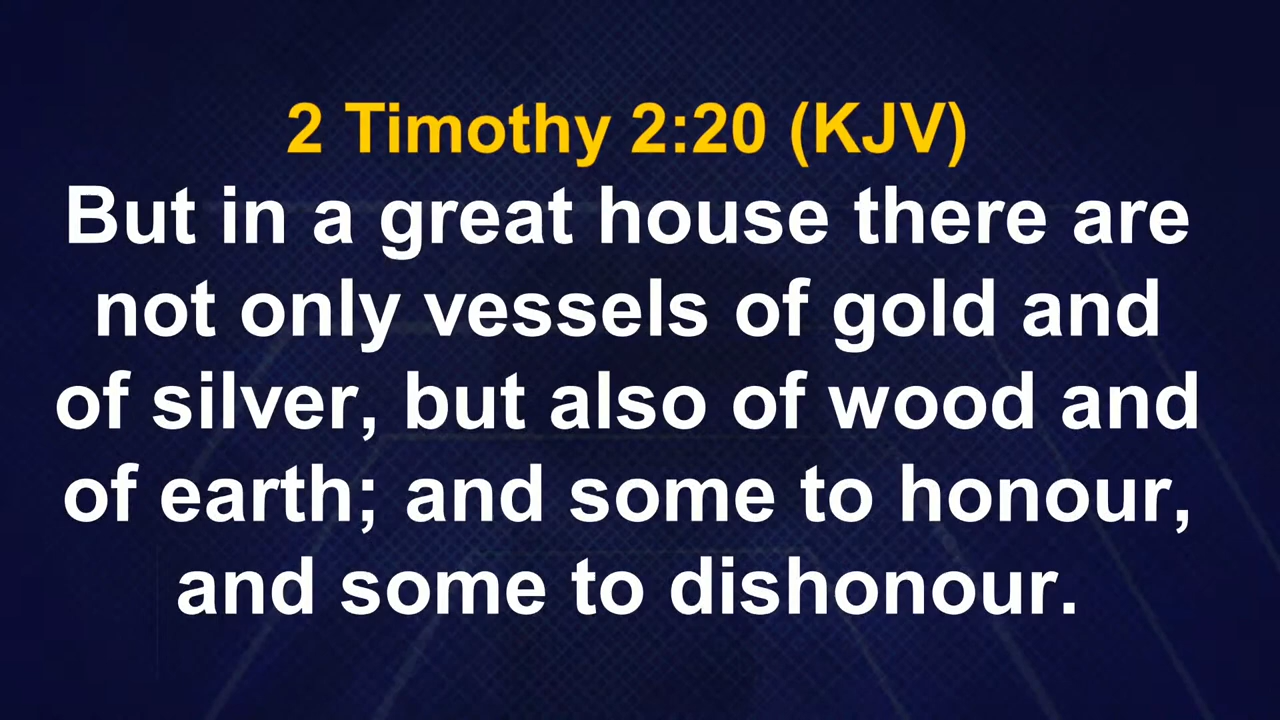 2 Timothy 2:20 (KJV)
But in a great house there are
not only vessels of gold and
of silver, but also of wood and
of earth; and some to honour,
and some to dishonour.